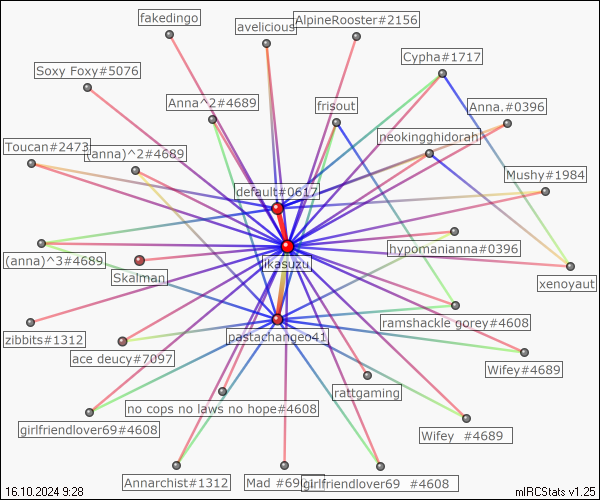 fakedingo
AlpineRooster#2156
avelicious
Cypha#1717
Soxy Foxy#5076
Anna^2#4689
frisout
Anna.#0396
neokingghidorah
Toucan#2473
(anna)^2#4689
Mushy#1984
default#0617
hypomanianna#0396
(anna)^3#4689
Skalman
ikasuzu
xenoyaut
zibbits#1312
ramshackle gorey#4608
pastachangeo41
ace deucy#7097
Wifey#4689
rattgaming
no cops no laws no hope#4608
girlfriendlover69#4608
Wifey #4689
Annarchist#1312
Mad #69
girlfriendlover69 #4608
16.10.2024 9:28
mIRCStats v1.25